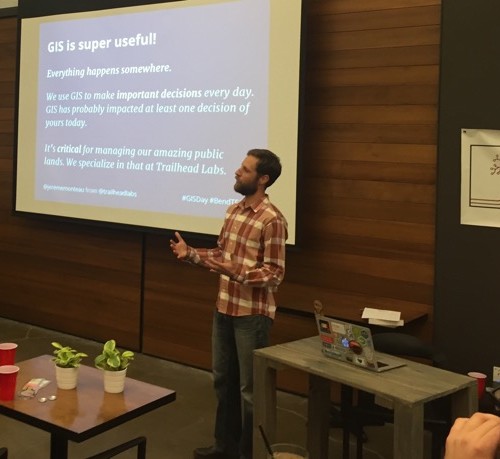 GIS is super useful!
Everything happens somewhere.
We use GIS to make important decisions every day.
GIS has probably impacted at least one decision of
yours today.
It's critical for managing our amazing public
lands. We specialize in that at Trailhead Labs.
from @trailheadlabs
#GISDay